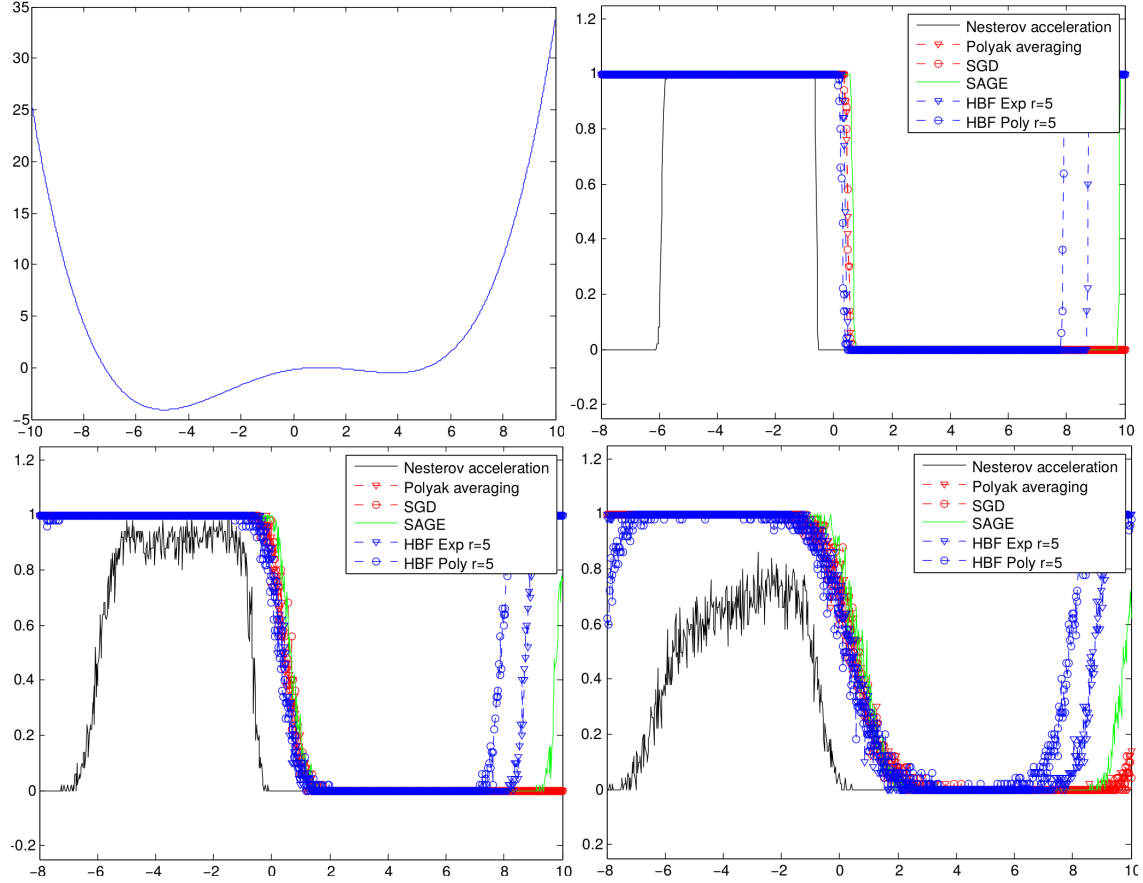 35
30
25
20
15
10
5
0
−5
−10 −8 −6 −4 −2 0 2 4 6 8 10
1.2
1
0.8
0.6
0.4
0.2
0
−0.2
−8 −6 −4 −2 0 2 4 6 8 10
Nesterov acceleration
Polyak averaging
SGD
SAGE
HBF Exp r=5
HBF Poly r=5
1.2
1
0.8
0.6
0.4
0.2
0
−0.2
−8 −6 −4 −2 0 2 4 6 8 10
Nesterov acceleration
Polyak averaging
SGD
SAGE
HBF Exp r=5
HBF Poly r=5
1.2
1
0.8
0.6
0.4
0.2
0
0.2
−8 −6 −4 −2 0 2 4 6 8 10
Nesterov acceleration
Polyak averaging
SGD
SAGE
HBF Exp r=5
HBF Poly r=5